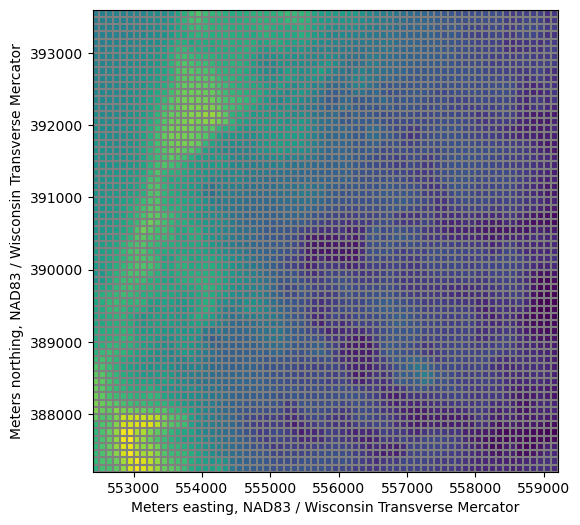 Meters northing, NAD83 / Wisconsin Transverse Mercator
393000
392000
391000
390000
389000
388000
553000 554000 555000 556000 557000 558000 559000
Meters easting, NAD83 / Wisconsin Transverse Mercator